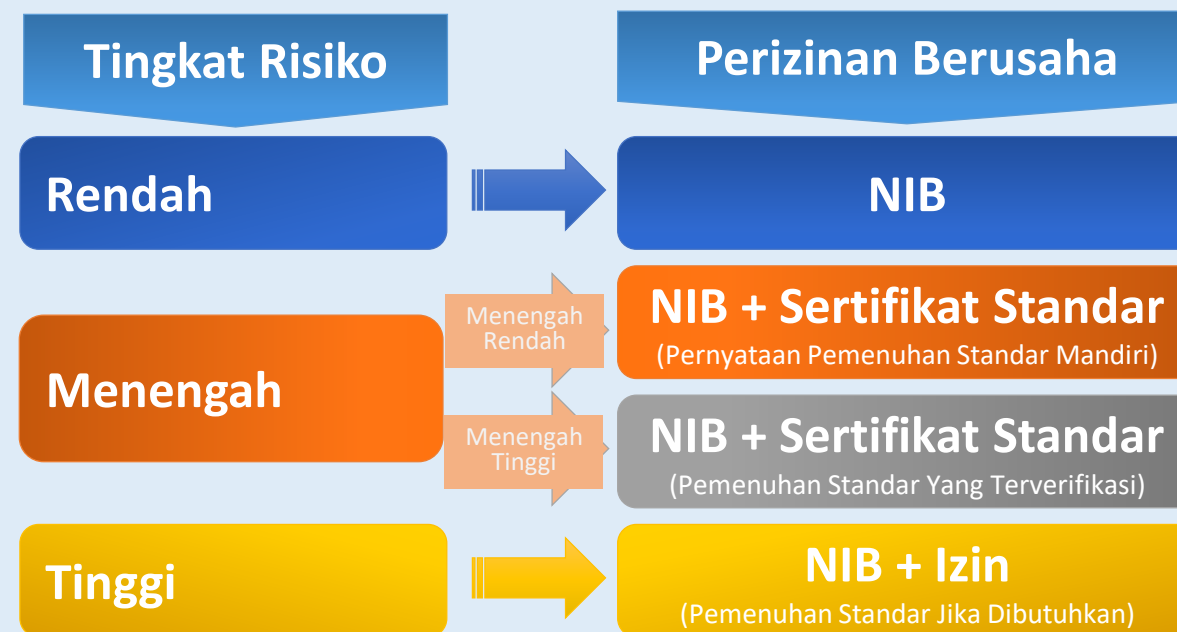 Tingkat Risiko
Perizinan Berusaha
Rendah
NIB
Menengah
Menengah
Rendah
NIB + Sertifikat Standar
(Pernyataan Pemenuhan Standar Mandiri)
Menengah
Tinggi
NIB + Sertifikat Standar
(Pemenuhan Standar Yang Terverifikasi)
Tinggi
NIB + Izin
(Pemenuhan Standar Jika Dibutuhkan)